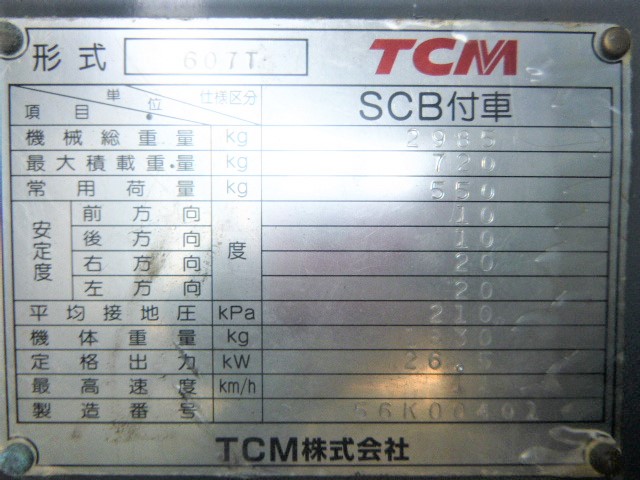 形式 607T TCM
単位 仕様区分 SCB付車
項目
機械総重量 kg 2985
最大積載重量 kg 720
常用荷量 kg 550
安定度 前方向 度 10
後方向 10
右方向 20
左方向 20
平均接地圧 kPa 210
機体重量 kg
定格出力 kW
最高速度 km/h
製造番号
TCM株式会社